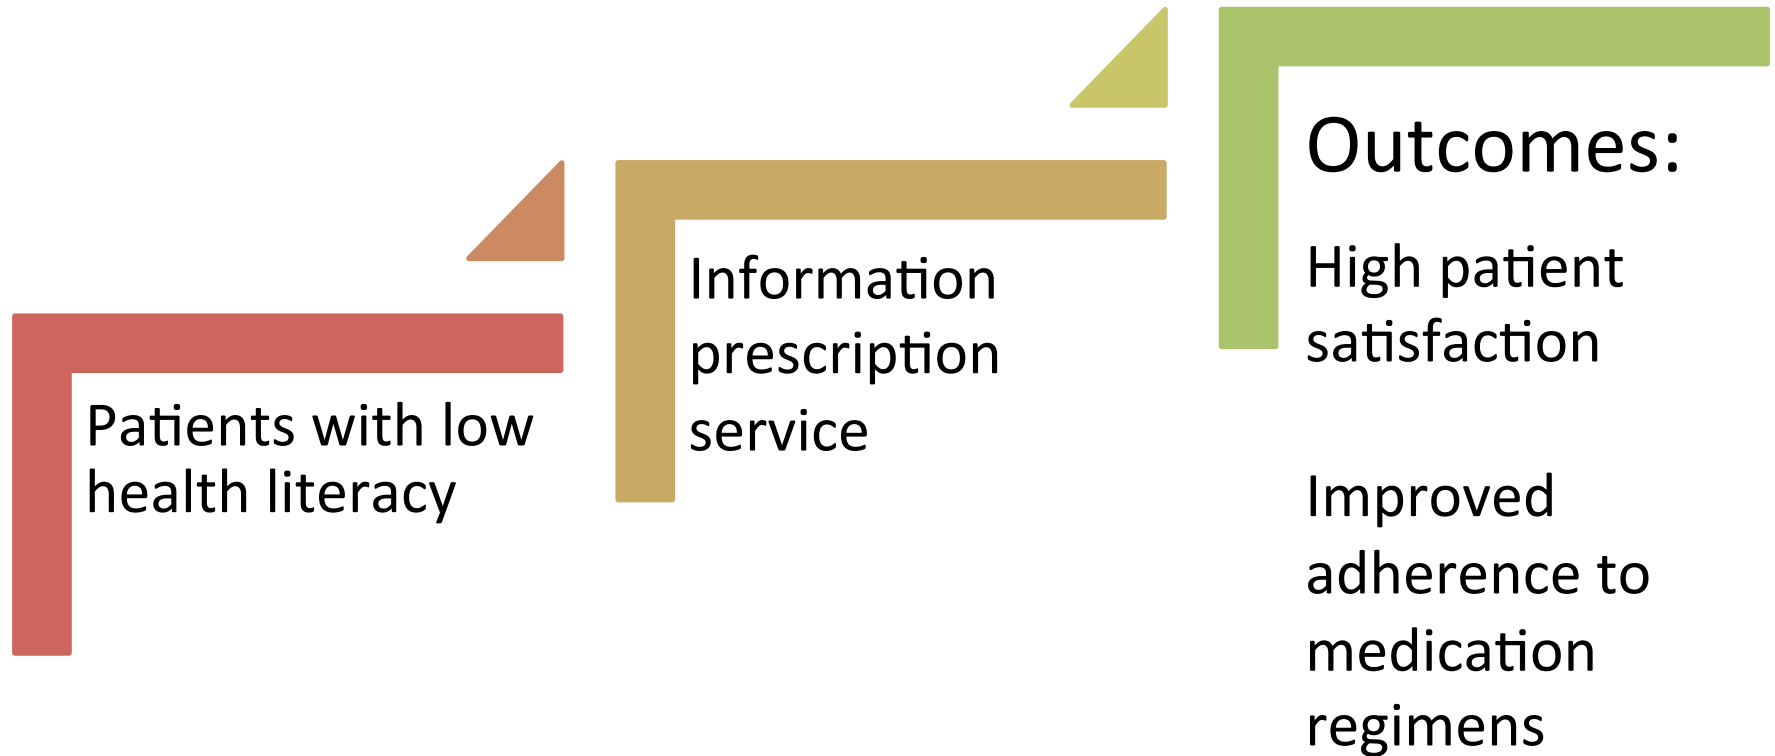 Patients with low
health literacy
Information
prescription
service
Outcomes:
High patient
satisfaction
Improved
adherence to
medication
regimens